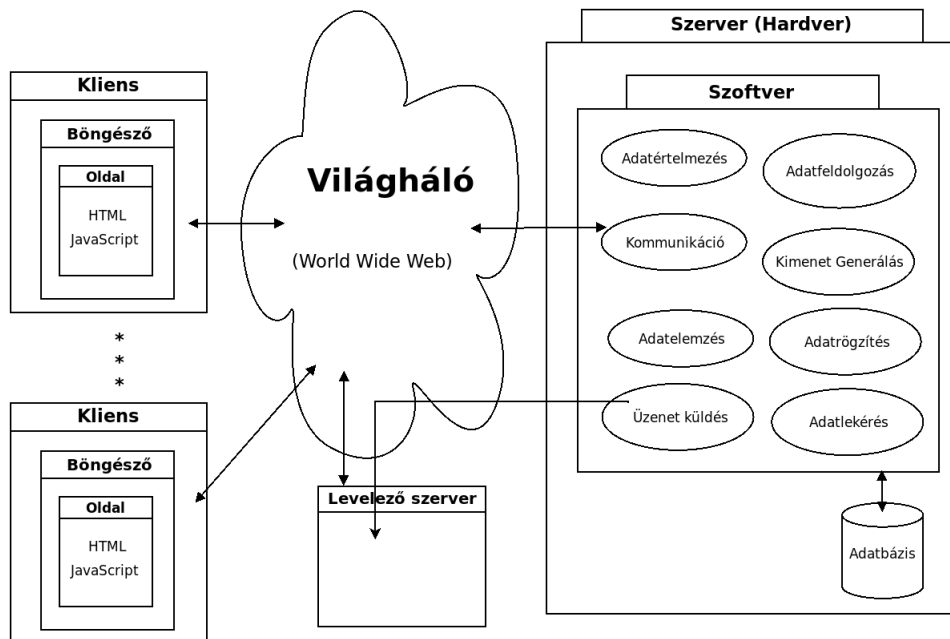 Kliens
Böngésző
Oldal
HTML
JavaScript
*
*
*
Kliens
Böngésző
Oldal
HTML
JavaScript
Világháló
(World Wide Web)
Levelező szerver
Szerver (Hardver)
Szoftver
Adatértelmezés
Adatfeldolgozás
Kommunikáció
Kimenet Generálás
Adatelemzés
Adatrögzítés
Üzenet küldés
Adatlekérés
Adatbázis